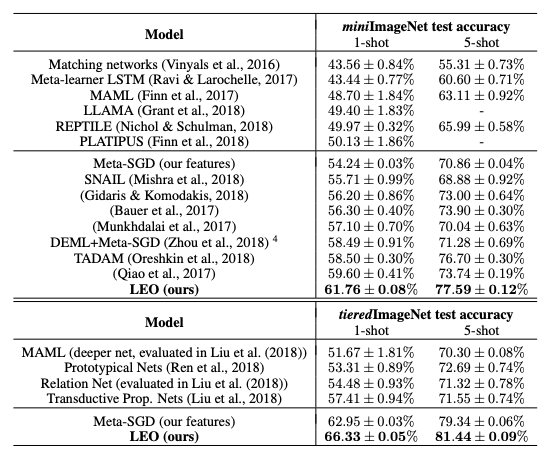 Model miniImageNet test accuracy
1-shot 5-shot
Matching networks (Vinyals et al., 2016) 43.56 ± 0.84% 55.31 ± 0.73%
Meta-learner LSTM (Ravi & Larochelle, 2017) 43.44 ± 0.77% 60.60 ± 0.71%
MAML (Finn et al., 2017) 48.70 ± 1.84% 63.11 ± 0.92%
LLAMA (Grant et al., 2018) 49.40 ± 1.83% -
REPTILE (Nichol & Schulman, 2018) 49.97 ± 0.32% 65.99 ± 0.58%
PLATIPUS (Finn et al., 2018) 50.13 ± 1.86% -
Meta-SGD (our features) 54.24 ± 0.03% 70.86 ± 0.04%
SNAIL (Mishra et al., 2018) 55.71 ± 0.99% 68.88 ± 0.92%
(Gidaris & Komodakis, 2018) 56.20 ± 0.86% 73.00 ± 0.64%
(Bauer et al., 2017) 56.30 ± 0.40% 73.90 ± 0.30%
(Munkhdalai et al., 2017) 57.10 ± 0.70% 70.04 ± 0.63%
DEML+Meta-SGD (Zhou et al., 2018) 4 58.49 ± 0.91% 71.28 ± 0.69%
TADAM (Oreshkin et al., 2018) 58.50 ± 0.30% 76.70 ± 0.30%
(Qiao et al., 2017) 59.60 ± 0.41% 73.74 ± 0.19%
LEO (ours) 61.76 ± 0.08% 77.59 ± 0.12%
Model tieredImageNet test accuracy
1-shot 5-shot
MAML (deeper net, evaluated in Liu et al. (2018)) 51.67 ± 1.81% 70.30 ± 0.08%
Prototypical Nets (Ren et al., 2018) 53.31 ± 0.89% 72.69 ± 0.74%
Relation Net (evaluated in Liu et al. (2018)) 54.48 ± 0.93% 71.32 ± 0.78%
Transductive Prop. Nets (Liu et al., 2018) 57.41 ± 0.94% 71.55 ± 0.74%
Meta-SGD (our features) 62.95 ± 0.03% 79.34 ± 0.06%
LEO (ours) 66.33 ± 0.05% 81.44 ± 0.09%